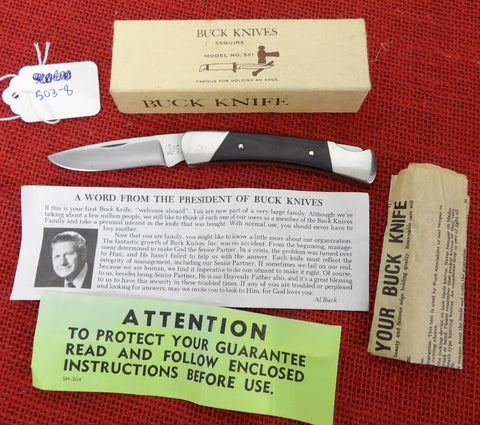 BUCK KNIVES
ESQUIRE
MODEL NO. 501
FAMOUS FOR HOLDING AN EDGE
BUCK KNIFE
503-8
A WORD FROM THE PRESIDENT OF BUCK KNIVES
If this is your first Buck Knife, "welcome aboard". You are now part of a very large family. Although we're
talking about a few million people, we still like to think of each one of our users as a member of the Buck Knives
Family and take a personal interest in the knife that was bought. With normal use, you should never have to
buy another.
Now that you are family, you might like to know a little more about our organization.
The fantastic growth of Buck Knives, Inc. was no accident. From the beginning, manage-
ment determined to make God the Senior Partner. In a crisis, the problem was turned over
to Him, and He hasn't failed to help us with the answer. Each knife must reflect the
integrity of management, including our Senior Partner. If sometimes we fail on our end,
because we are human, we find it imperative to do our utmost to make it right. Of course,
to us, besides being Senior Partner, He is our Heavenly Father also, and it's a great blessing
to us to have this security in these troubled times. If any of you are troubled or perplexed
and looking for answers, may we invite you to look to Him, for God loves you.
Al Buck
ATTENTION
TO PROTECT YOUR GUARANTEE
READ AND FOLLOW ENCLOSED
INSTRUCTIONS BEFORE USE.
SH-304
YOUR BUCK KNIFE